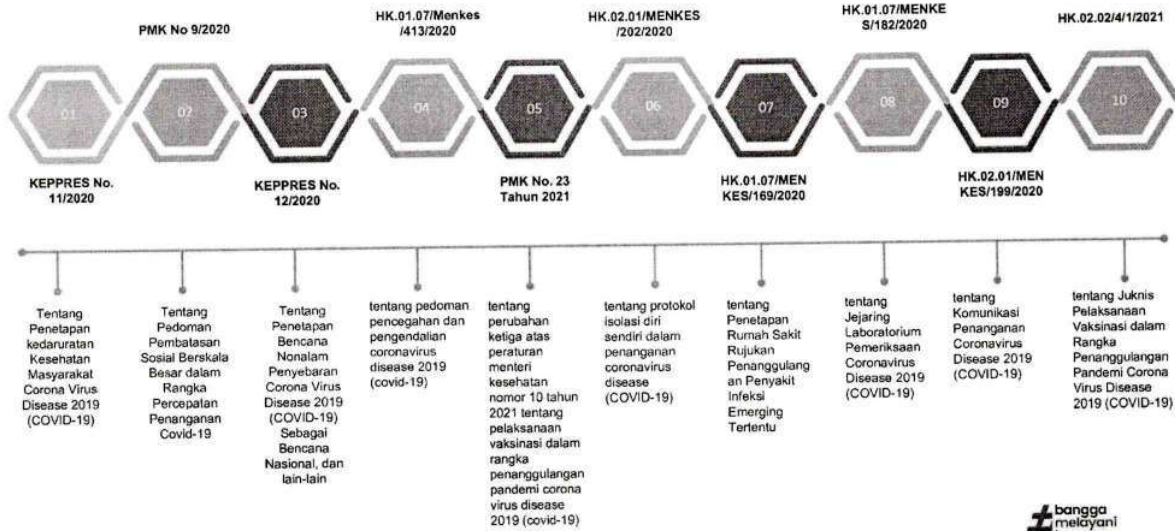 PMK No 9/2020
HK.01.07/Menkes
/413/2020
HK.02.01/MENKES
/202/2020
HK.01.07/MENKE
S/182/2020
HK.02.02/4/1/2021
01
02
03
04
05
06
07
08
09
10
KEPPRES No.
11/2020
KEPPRES No.
12/2020
PMK No. 23
Tahun 2021
HK.01.07/MEN
KES/169/2020
HK.02.01/MEN
KES/199/2020
Tentang
Penetapan
kedaruratan
Kesehatan
Masyarakat
Corona Virus
Disease 2019
(COVID-19)
Tentang
Pedoman
Pembatasan
Sosial Berskala
Besar dalam
Rangka
Percepatan
Penanganan
Covid-19
Tentang
Penetapan
Bencana
Nonalam
Penyebaran
Corona Virus
Disease 2019
(COVID-19)
Sebagai
Bencana
Nasional, dan
lain-lain
tentang pedoman
pencegahan dan
pengendalian
coronavirus
disease 2019
(covid-19)
tentang
perubahan
ketiga atas
peraturan
menteri
kesehatan
nomor 10 tahun
2021 tentang
pelaksanaan
vaksinasi dalam
rangka
penanggulangan
pandemi corona
virus disease
2019 (covid-19)
tentang protokol
isolasi diri
sendiri dalam
penanganan
coronavirus
disease
(COVID-19)
tentang
Penetapan
Rumah Sakit
Rujukan
Penanggulang
an Penyakit
Infeksi
Emerging
Tertentu
tentang
Jejaring
Laboratorium
Pemeriksaan
Coronavirus
Disease 2019
(COVID-19)
tentang
Komunikasi
Penanganan
Coronavirus
Disease 2019
(COVID-19)
tentang Juknis
Pelaksanaan
Vaksinasi dalam
Rangka
Penanggulangan
Pandemi Corona
Virus Disease
2019 (COVID-19)
bangga
melayani